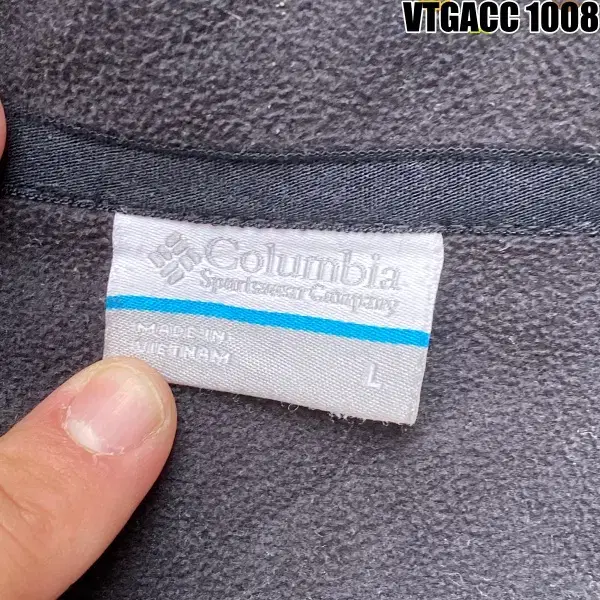 VTGACC 1008
Columbia
Sportswear Company
MADE IN
VIETNAM
L